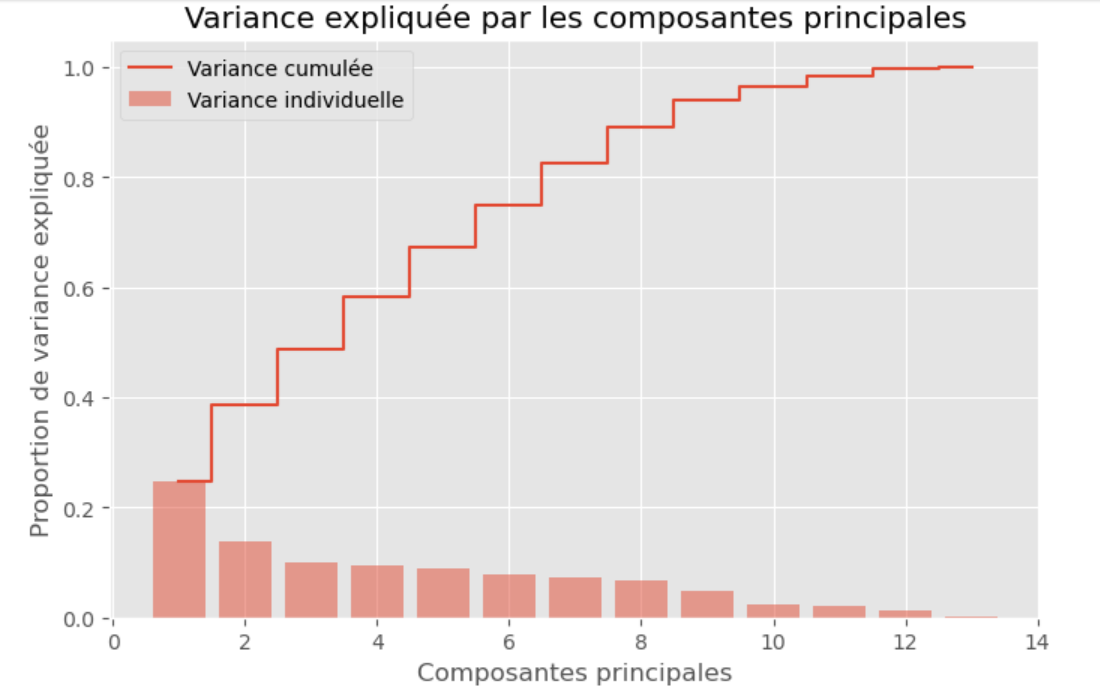 Variance expliquée par les composantes principales
Variance cumulée
Variance individuelle
Proportion de variance expliquée
1.0
0.8
0.6
0.4
0.2
0.0
0 2 4 6 8 10 12 14
Composantes principales